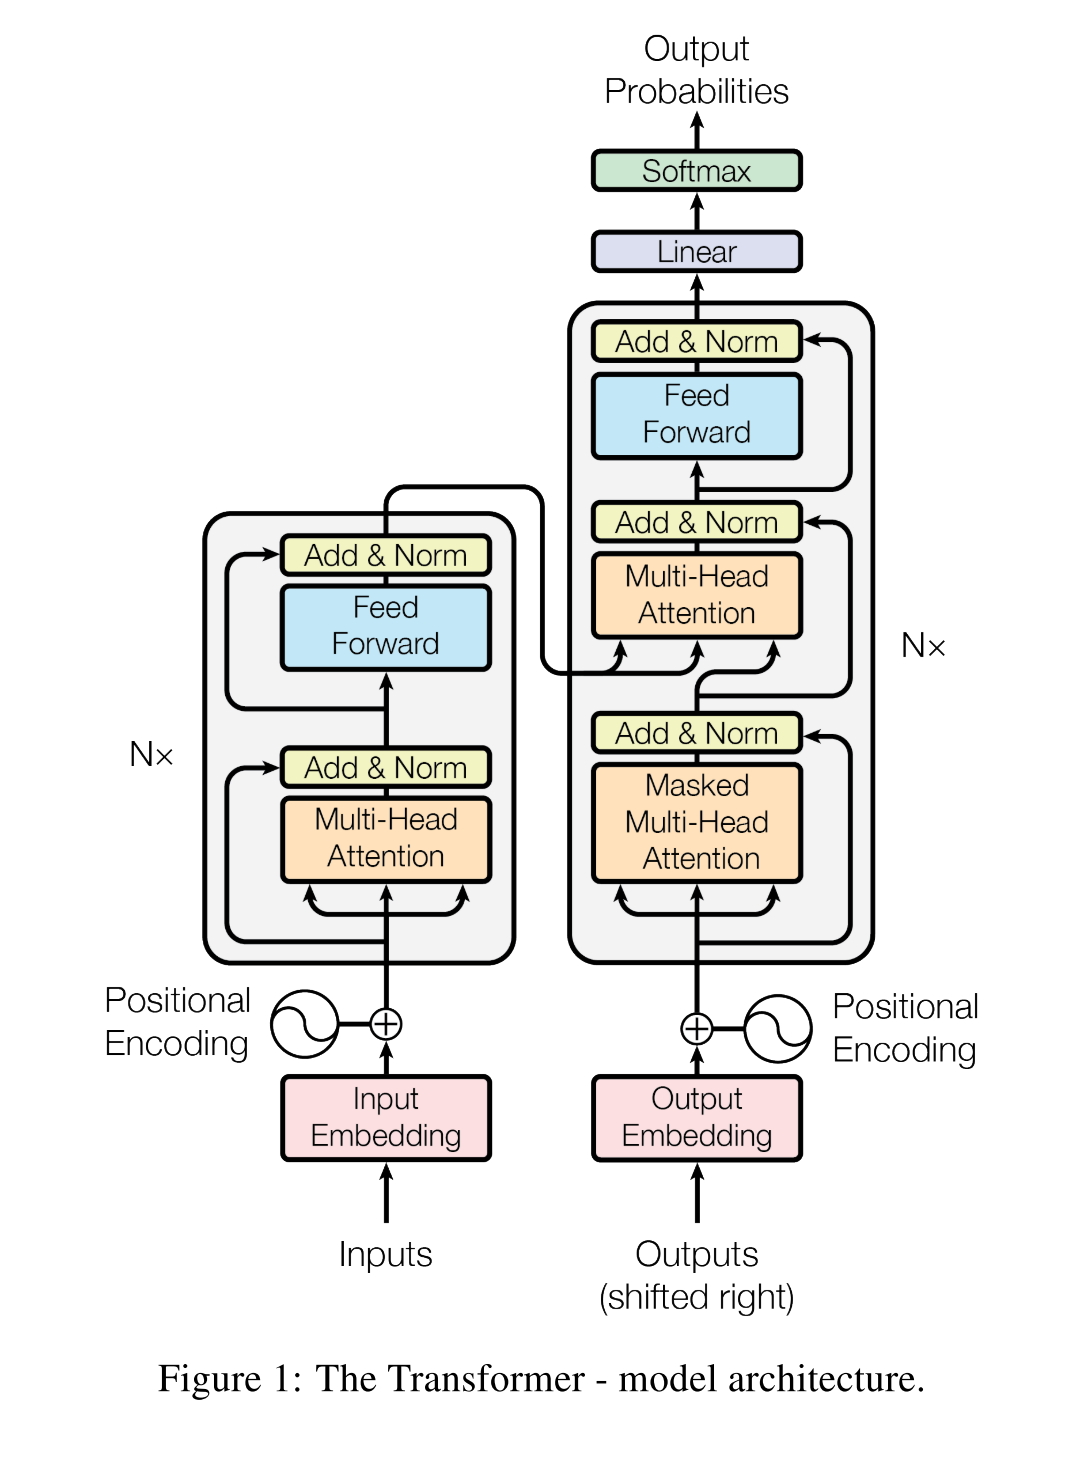 Output
Probabilities
Softmax
Linear
Add & Norm
Feed
Forward
Add & Norm
Multi-Head
Attention
Nx
Add & Norm
Masked
Multi-Head
Attention
Add & Norm
Feed
Forward
N×
Add & Norm
Multi-Head
Attention
Positional
Encoding
Positional
Encoding
Input
Embedding
Output
Embedding
Inputs
Outputs
(shifted right)
Figure 1: The Transformer - model architecture.